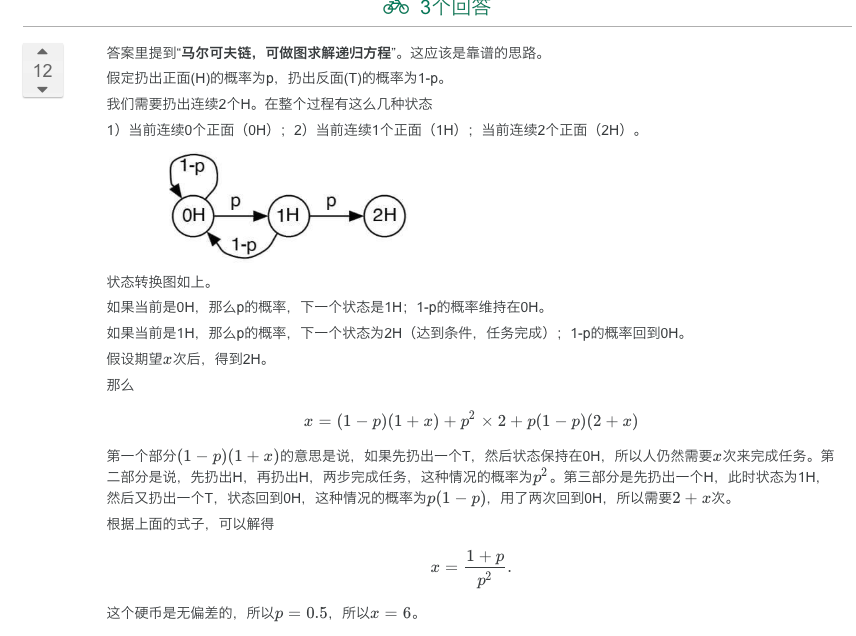 3个回答
12
答案里提到“马尔可夫链，可做图求解递归方程”。这应该是靠谱的思路。
假定扔出正面(H)的概率为p，扔出反面(T)的概率为1-p。
我们需要扔出连续2个H。在整个过程有这么几种状态
1）当前连续0个正面（0H）；2）当前连续1个正面（1H）；当前连续2个正面（2H）。
1-p
p
p
0H
1H
2H
1-p
状态转换图如上。
如果当前是0H，那么p的概率，下一个状态是1H；1-p的概率维持在0H。
如果当前是1H，那么p的概率，下一个状态为2H（达到条件，任务完成）；1-p的概率回到0H。
假设期望x次后，得到2H。
那么
x = (1 − p)(1 + x) + p² × 2 + p(1 − p)(2 + x)
第一个部分(1 − p)(1 + x)的意思是说，如果先扔出一个T，然后状态保持在0H，所以人仍然需要x次来完成任务。第
二部分是说，先扔出H，再扔出H，两步完成任务，这种情况的概率为p²。第三部分是先扔出一个H，此时状态为1H，
然后又扔出一个T，状态回到0H，这种情况的概率为p(1 − p)，用了两次回到0H，所以需要2 + x次。
根据上面的式子，可以解得
x = (1 + p)/p².
这个硬币是无偏差的，所以p = 0.5，所以x = 6。